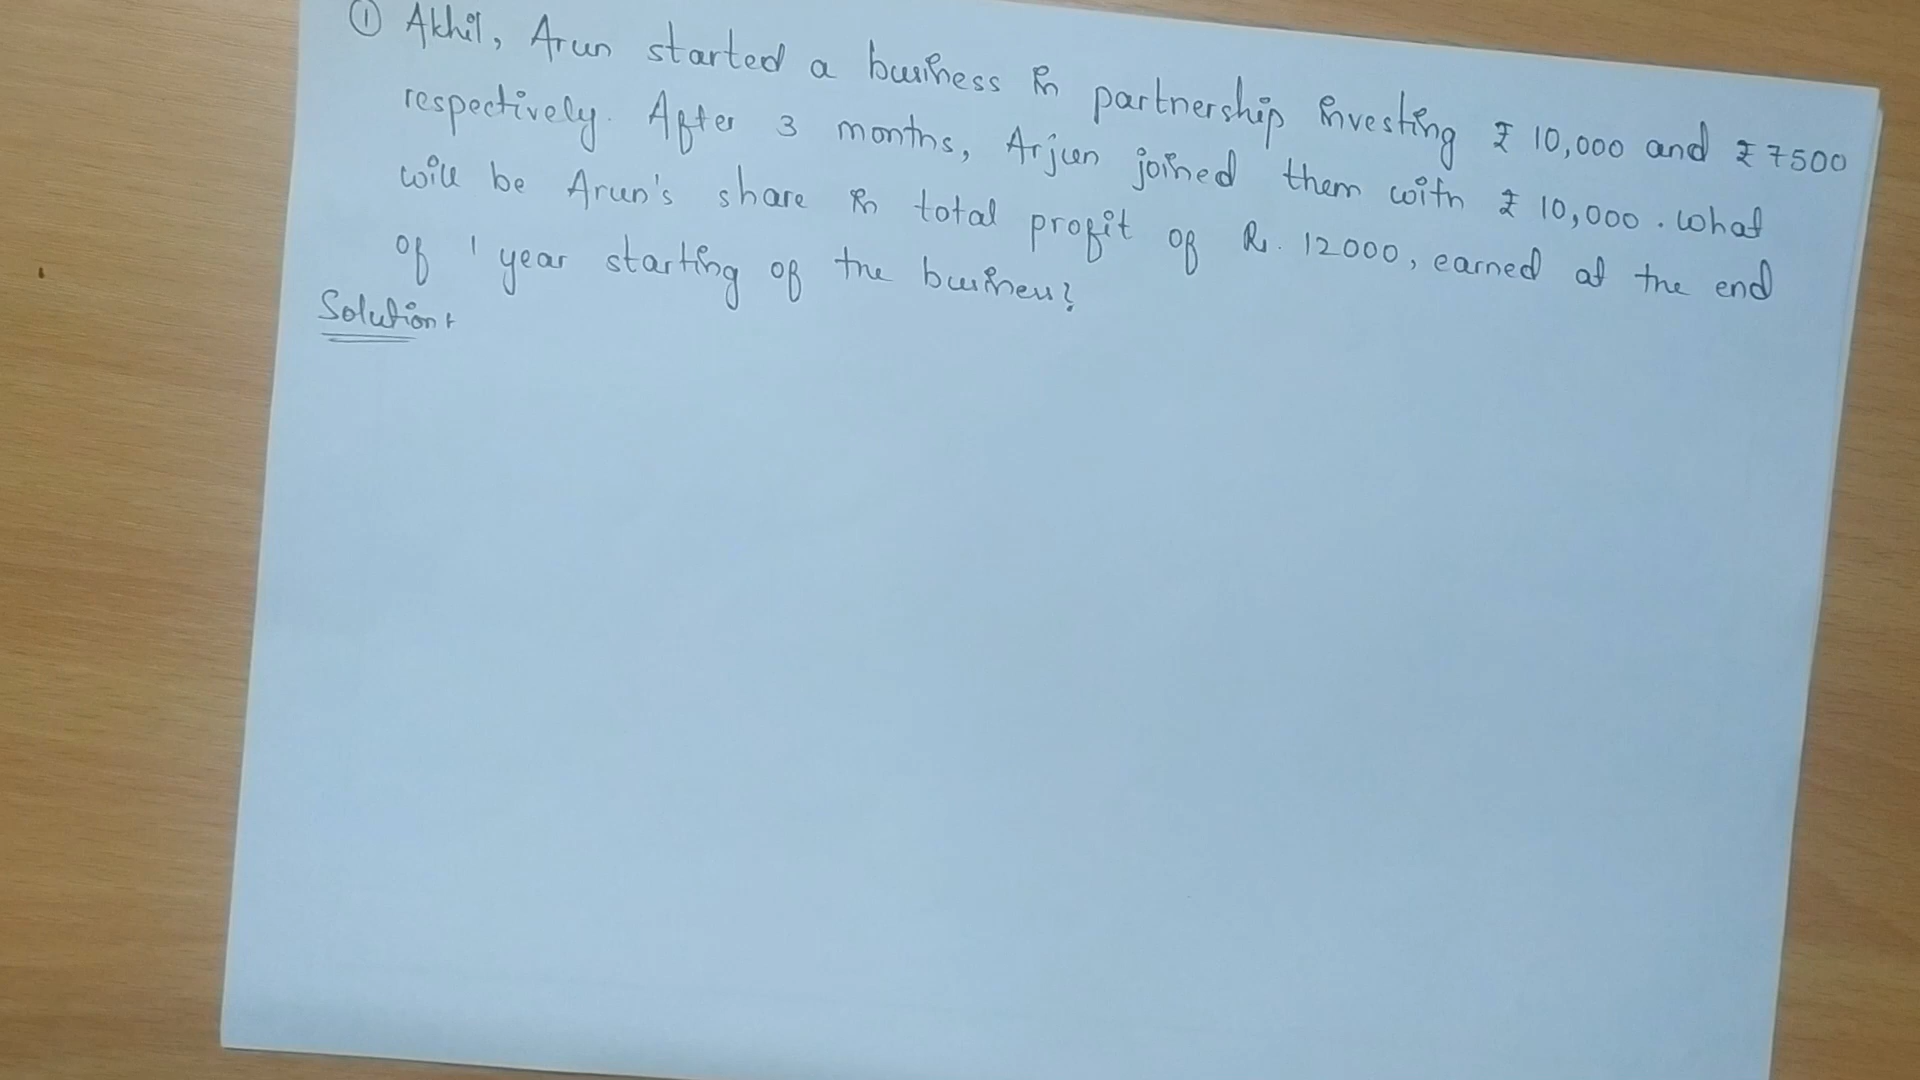 ① Akhil, Arun started a business in partnership investing ₹ 10,000 and ₹ 7500
respectively. After 3 months, Arjun joined them with ₹ 10,000. What
will be Arun's share in total profit of Rs. 12000, earned at the end
of 1 year starting of the business?
Solution: